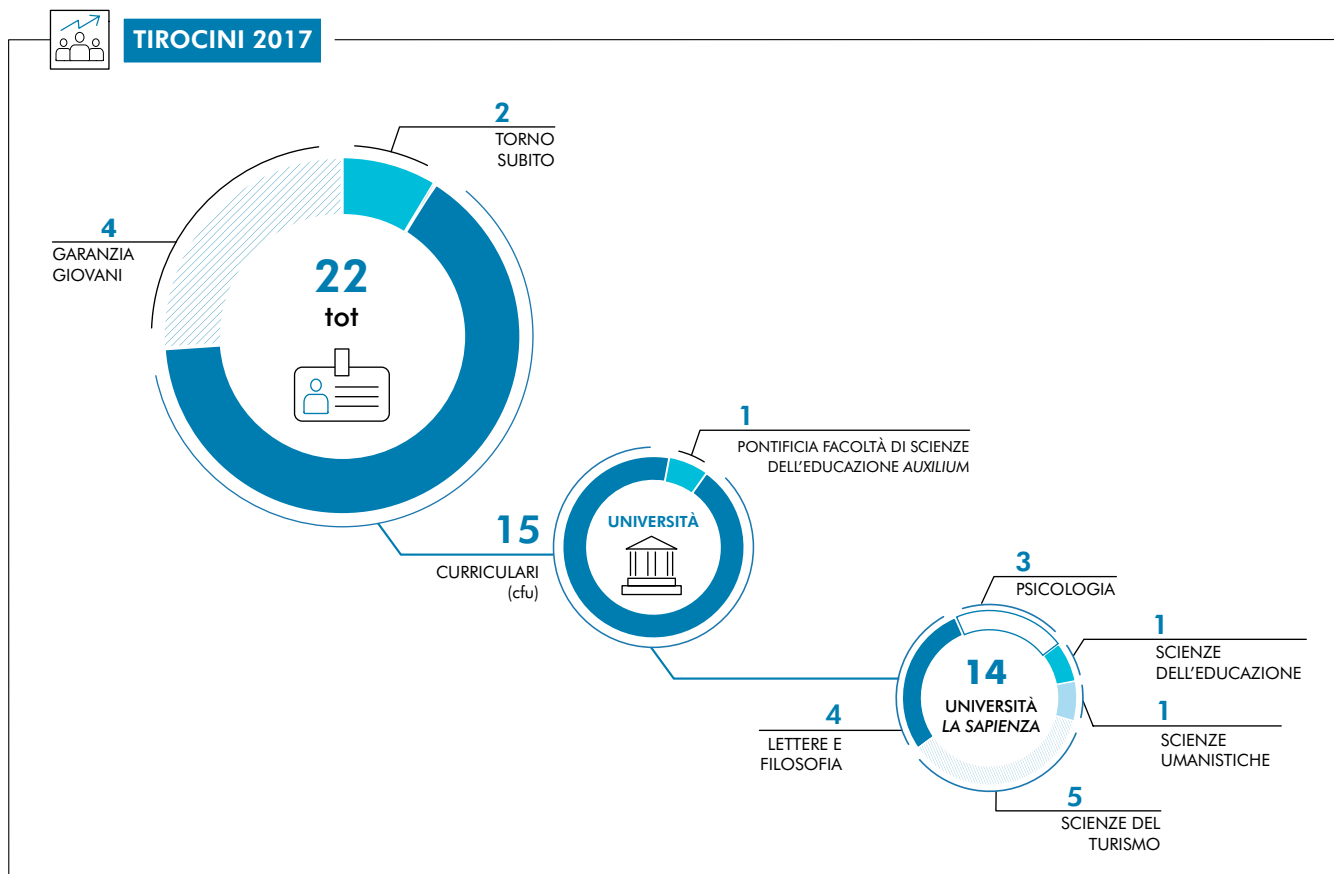 TIROCINI 2017
2
TORNO
SUBITO
4
GARANZIA
GIOVANI
22
tot
1
PONTIFICIA FACOLTÀ DI SCIENZE
DELL'EDUCAZIONE AUXILIUM
15
CURRICULARI
(cfu)
UNIVERSITÀ
3
PSICOLOGIA
1
SCIENZE
DELL'EDUCAZIONE
14
UNIVERSITÀ
LA SAPIENZA
4
LETTERE E
FILOSOFIA
1
SCIENZE
UMANISTICHE
5
SCIENZE DEL
TURISMO